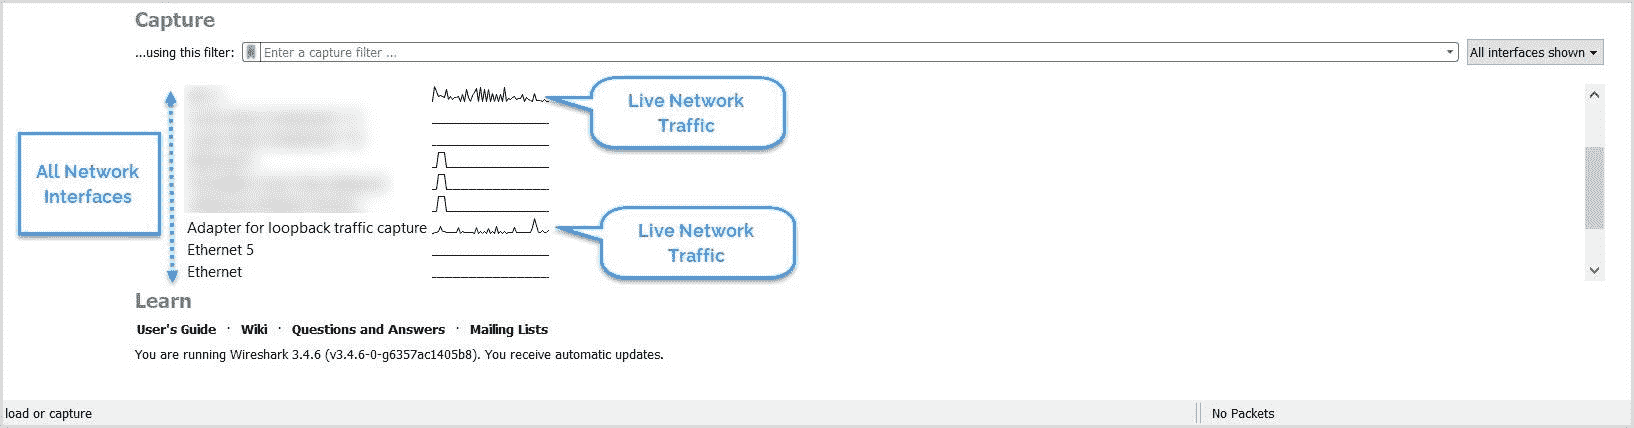 Capture
...using this filter: Enter a capture filter ... All interfaces shown
Live Network
Traffic
All Network
Interfaces
Adapter for loopback traffic capture
Live Network
Traffic
Ethernet 5
Ethernet
Learn
User's Guide · Wiki · Questions and Answers · Mailing Lists
You are running Wireshark 3.4.6 (v3.4.6-0-g6357ac1405b8). You receive automatic updates.
load or capture
No Packets